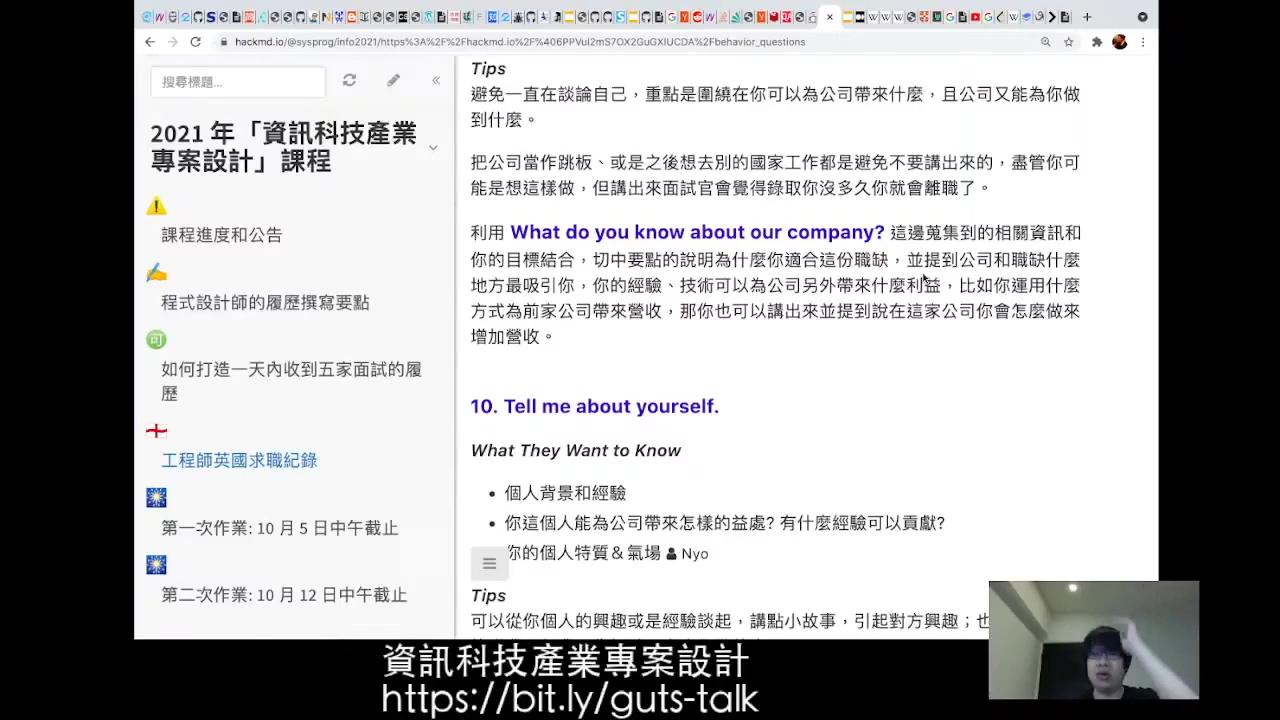 hackmd.io/@sysprog/info2021/https%3A%2F%2Fhackmd.io%2F%406PPVuI2mS7OX2GuGXIUCDA%2Fbehavior_questions
搜尋標題...
2021 年「資訊科技產業
專案設計」課程
課程進度和公告
程式設計師的履歷撰寫要點
可
如何打造一天內收到五家面試的履
歷
工程師英國求職紀錄
第一次作業: 10 月 5 日中午截止
第二次作業: 10 月 12 日中午截止
Tips
避免一直在談論自己，重點是圍繞在你可以為公司帶來什麼，且公司又能為你做
到什麼。
把公司當作跳板、或是之後想去別的國家工作都是避免不要講出來的，盡管你可
能是想這樣做，但講出來面試官會覺得錄取你沒多久你就會離職了。
利用 What do you know about our company? 這邊蒐集到的相關資訊和
你的目標結合，切中要點的說明為什麼你適合這份職缺，並提到公司和職缺什麼
地方最吸引你，你的經驗、技術可以為公司另外帶來什麼利益，比如你運用什麼
方式為前家公司帶來營收，那你也可以講出來並提到說在這家公司你會怎麼做來
增加營收。
10. Tell me about yourself.
What They Want to Know
個人背景和經驗
你這個人能為公司帶來怎樣的益處? 有什麼經驗可以貢獻?
你的個人特質＆氣場 Nyo
Tips
可以從你個人的興趣或是經驗談起，講點小故事，引起對方興趣；也
資訊科技產業專案設計
https://bit.ly/guts-talk